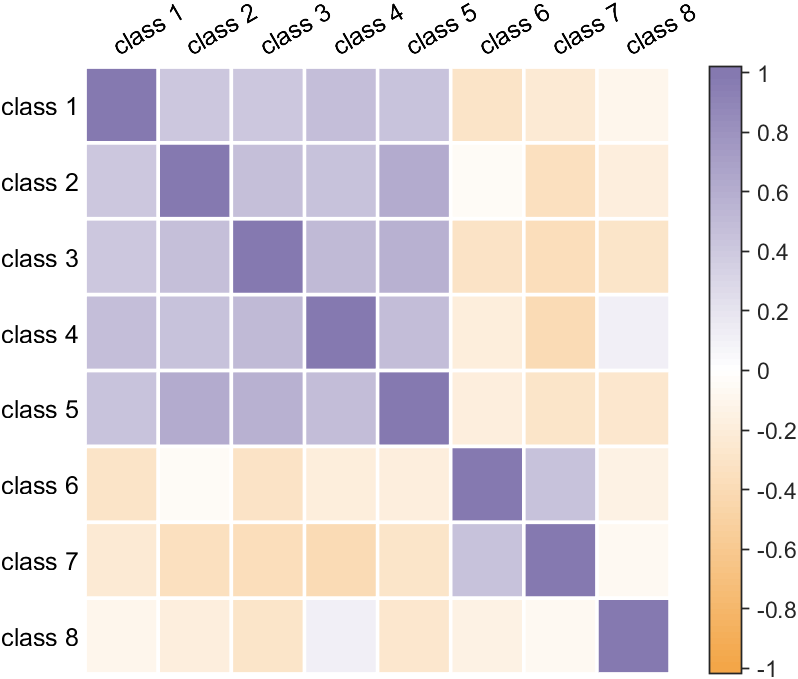 class 1
class 2
class 3
class 4
class 5
class 6
class 7
class 8
class 1
class 2
class 3
class 4
class 5
class 6
class 7
class 8
1
0.8
0.6
0.4
0.2
0
-0.2
-0.4
-0.6
-0.8
-1